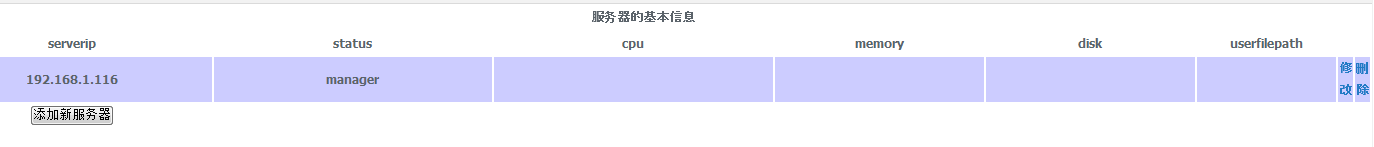 服务器的基本信息
serverip status cpu memory disk userfilepath
192.168.1.116 manager 修改 删除
添加新服务器